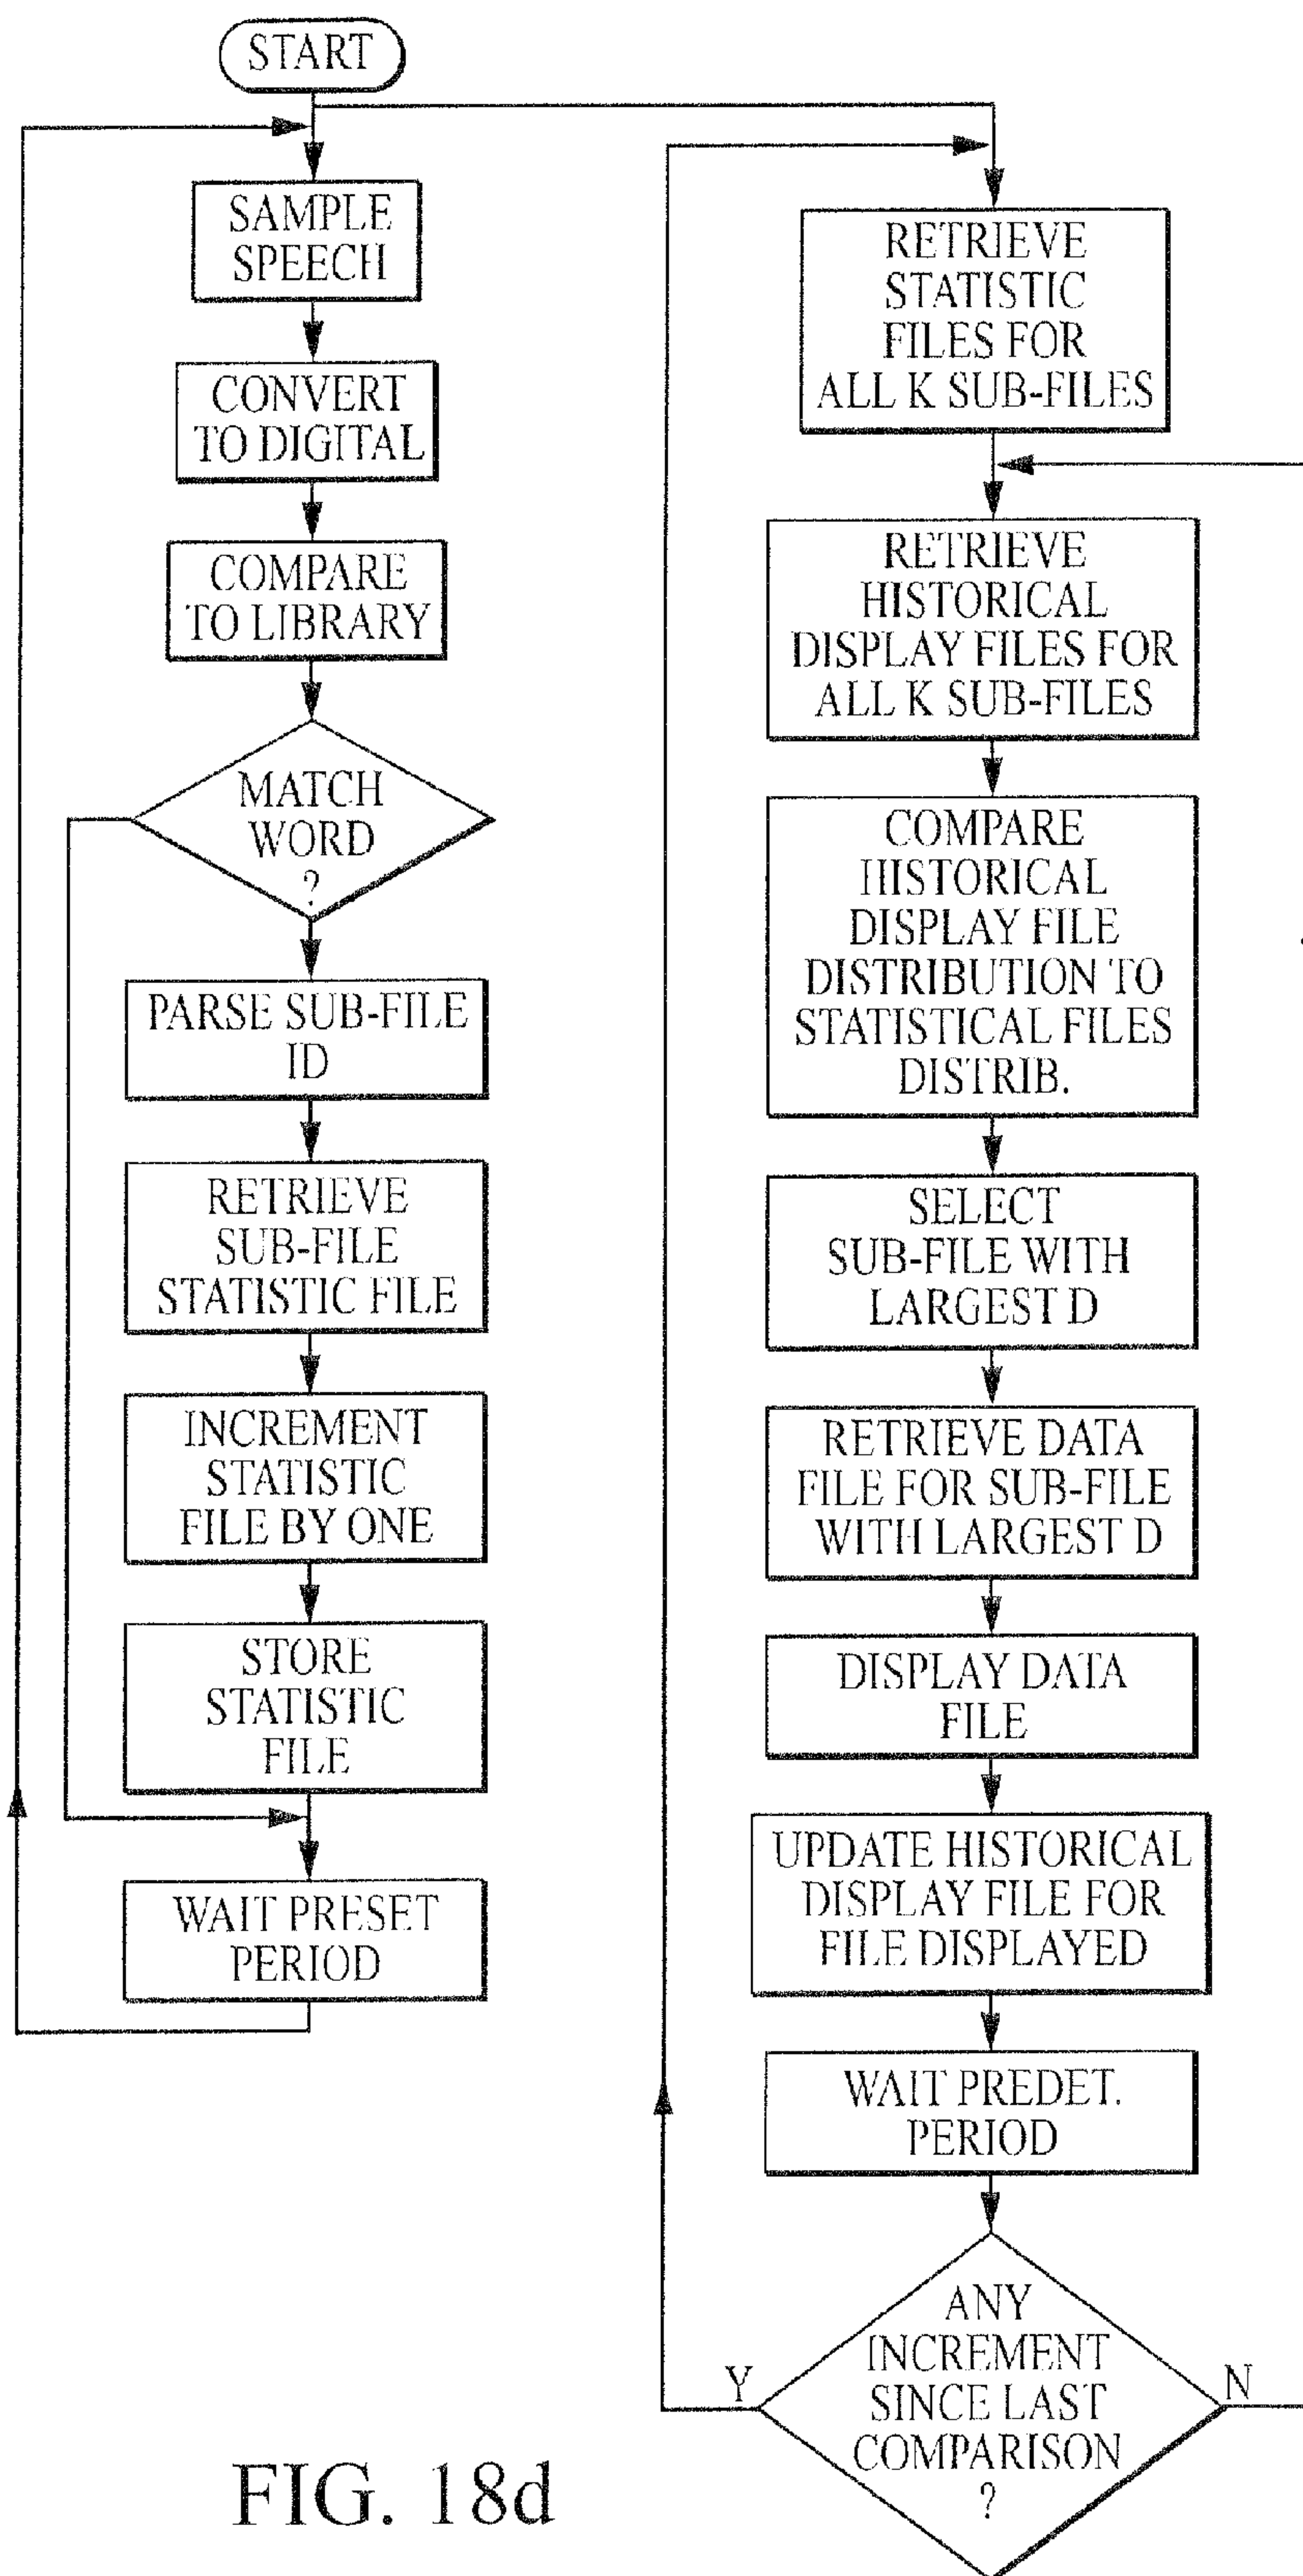 START
SAMPLE
SPEECH
CONVERT
TO DIGITAL
COMPARE
TO LIBRARY
MATCH
WORD
?
PARSE SUB-FILE
ID
RETRIEVE
SUB-FILE
STATISTIC FILE
INCREMENT
STATISTIC
FILE BY ONE
STORE
STATISTIC
FILE
WAIT PRESET
PERIOD
RETRIEVE
STATISTIC
FILES FOR
ALL K SUB-FILES
RETRIEVE
HISTORICAL
DISPLAY FILES FOR
ALL K SUB-FILES
COMPARE
HISTORICAL
DISPLAY FILE
DISTRIBUTION TO
STATISTICAL FILES
DISTRIB.
SELECT
SUB-FILE WITH
LARGEST D
RETRIEVE DATA
FILE FOR SUB-FILE
WITH LARGEST D
DISPLAY DATA
FILE
UPDATE HISTORICAL
DISPLAY FILE FOR
FILE DISPLAYED
WAIT PREDET.
PERIOD
ANY
INCREMENT
SINCE LAST
COMPARISON
?
Y
N
FIG. 18d